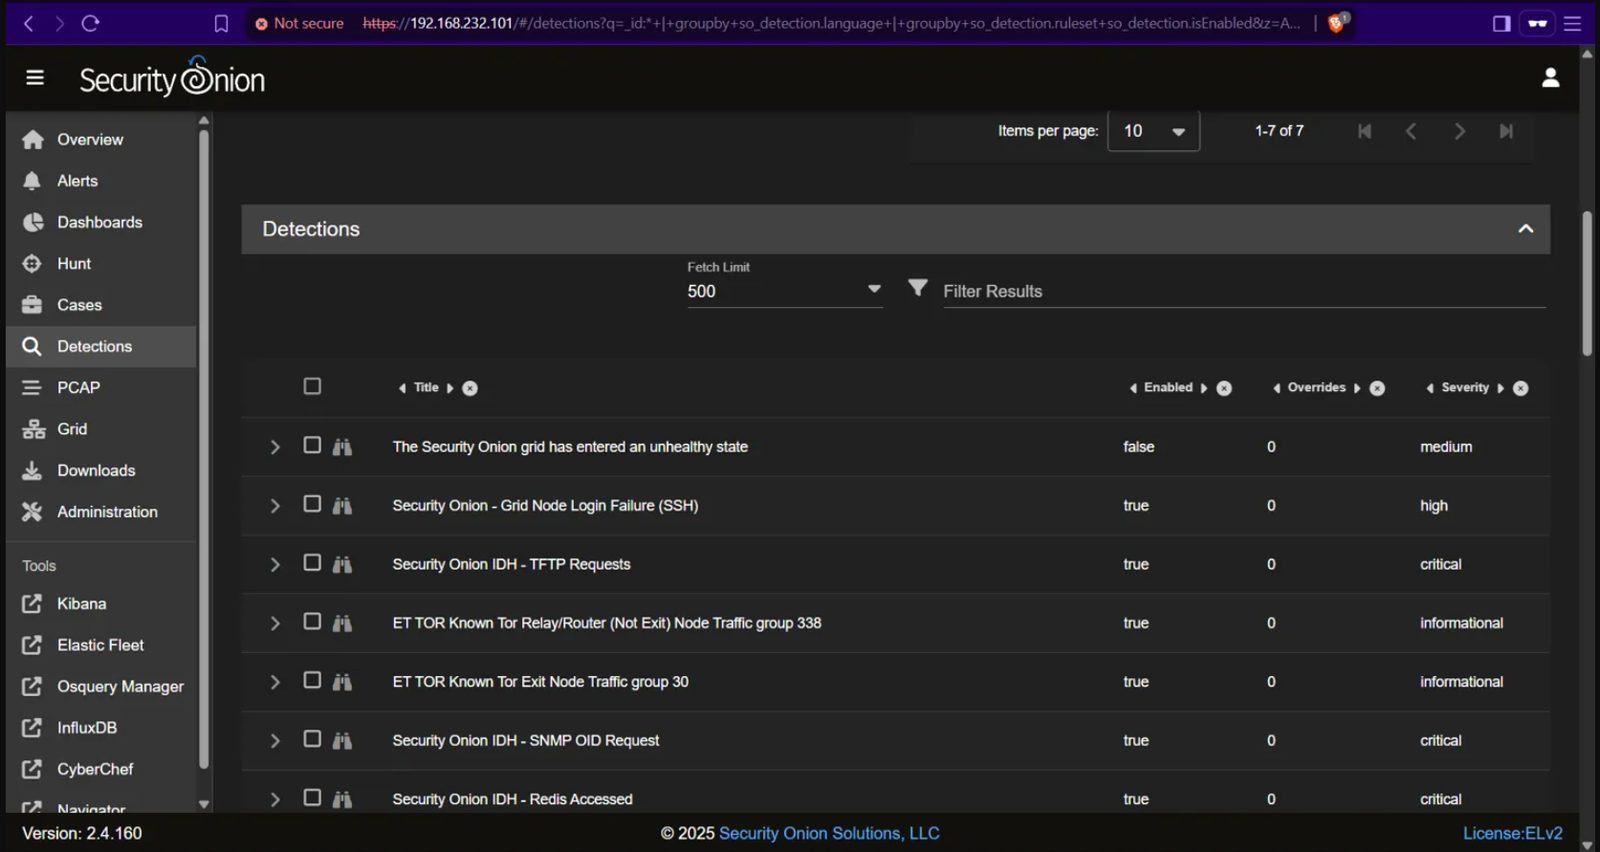 Not secure https://192.168.232.101/#/detections?q=_id:*+|+groupby+so_detection.language+|+groupby+so_detection.ruleset+so_detection.isEnabled&z=A... 1
Security Onion
Overview
Alerts
Dashboards
Hunt
Cases
Detections
PCAP
Grid
Downloads
Administration
Tools
Kibana
Elastic Fleet
Osquery Manager
InfluxDB
CyberChef
Navigator
Items per page: 10 1-7 of 7
Detections
Fetch Limit
500 Filter Results
Title Enabled Overrides Severity
The Security Onion grid has entered an unhealthy state false 0 medium
Security Onion - Grid Node Login Failure (SSH) true 0 high
Security Onion IDH - TFTP Requests true 0 critical
ET TOR Known Tor Relay/Router (Not Exit) Node Traffic group 338 true 0 informational
ET TOR Known Tor Exit Node Traffic group 30 true 0 informational
Security Onion IDH - SNMP OID Request true 0 critical
Security Onion IDH - Redis Accessed true 0 critical
Version: 2.4.160 © 2025 Security Onion Solutions, LLC License:ELv2